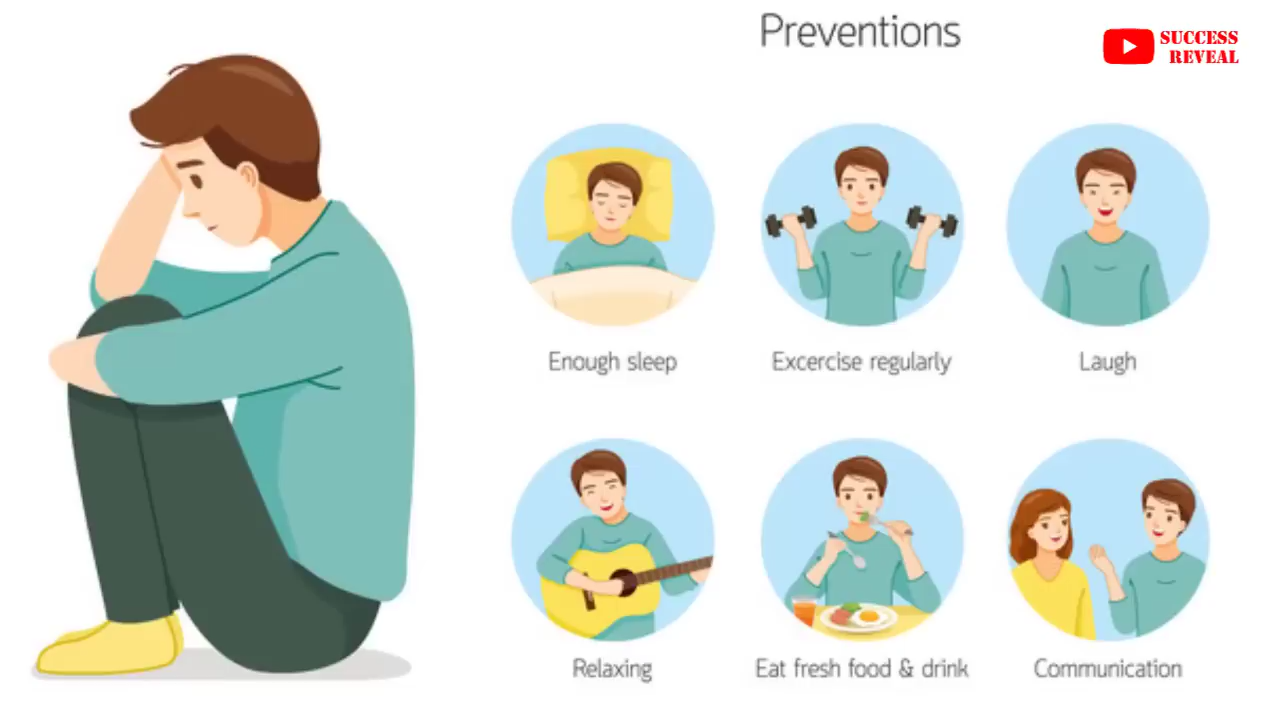 Preventions
SUCCESS
REVEAL
Enough sleep
Excercise regularly
Laugh
Relaxing
Eat fresh food & drink
Communication